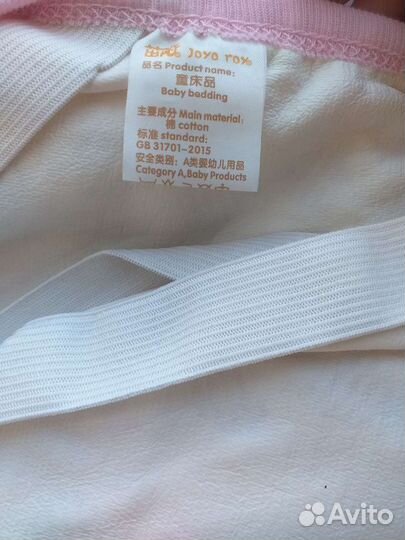 Joyo roy
品名 Product name:
童床品
Baby bedding
主要成分 Main material:
棉 cotton
标准 standard:
GB 31701-2015
安全类别: A类婴幼儿用品
Category A,Baby Products
Avito